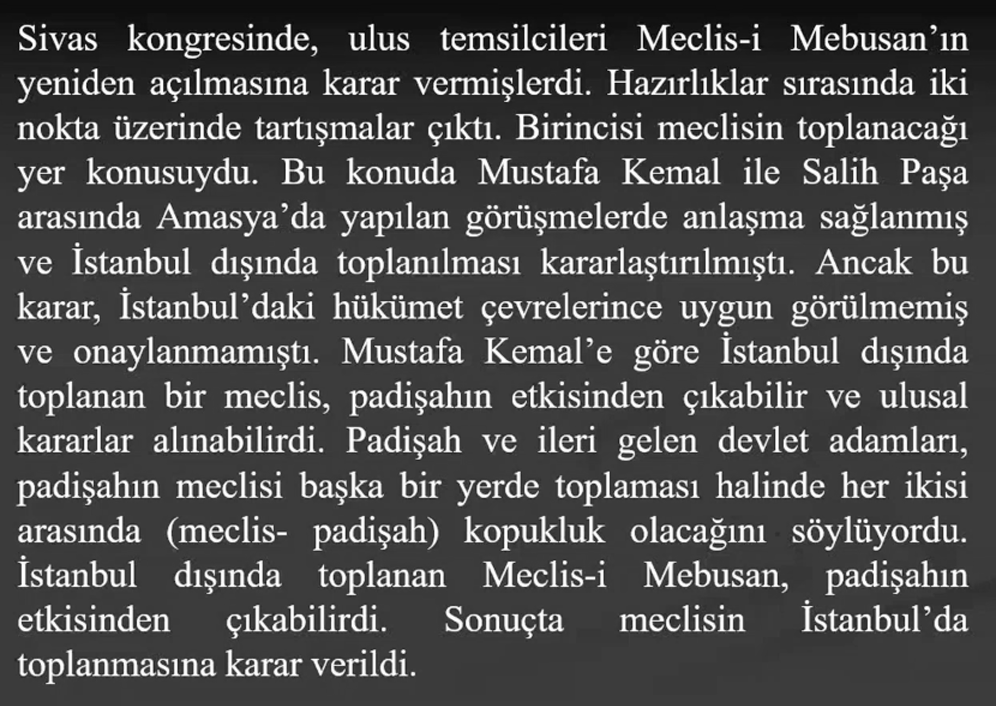 Sivas kongresinde, ulus temsilcileri Meclis-i Mebusan’ın
yeniden açılmasına karar vermişlerdi. Hazırlıklar sırasında iki
nokta üzerinde tartışmalar çıktı. Birincisi meclisin toplanacağı
yer konusuydu. Bu konuda Mustafa Kemal ile Salih Paşa
arasında Amasya’da yapılan görüşmelerde anlaşma sağlanmış
ve İstanbul dışında toplanılması kararlaştırılmıştı. Ancak bu
karar, İstanbul’daki hükümet çevrelerince uygun görülmemiş
ve onaylanmamıştı. Mustafa Kemal’e göre İstanbul dışında
toplanan bir meclis, padişahın etkisinden çıkabilir ve ulusal
kararlar alınabilirdi. Padişah ve ileri gelen devlet adamları,
padişahın meclisi başka bir yerde toplaması halinde her ikisi
arasında (meclis- padişah) kopukluk olacağını söylüyordu.
İstanbul dışında toplanan Meclis-i Mebusan, padişahın
etkisinden çıkabilirdi. Sonuçta meclisin İstanbul’da
toplanmasına karar verildi.